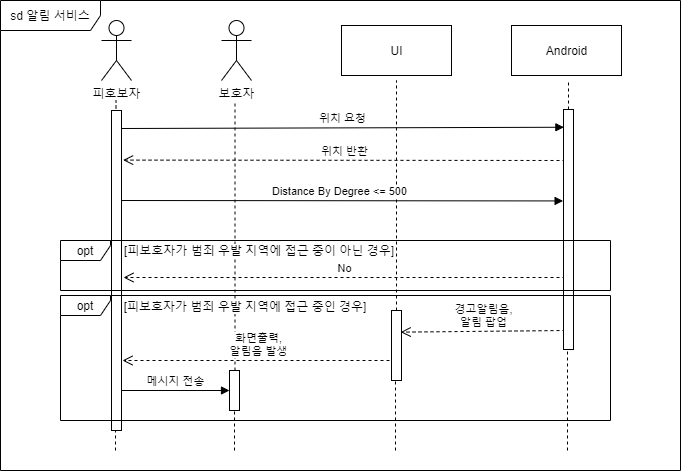 sd 알림 서비스
피호보자
보호자
UI
Android
위치 요청
위치 반환
Distance By Degree <= 500
opt
[피보호자가 범죄 우발 지역에 접근 중이 아닌 경우]
No
opt
[피보호자가 범죄 우발 지역에 접근 중인 경우]
경고알림음,
알림 팝업
화면출력,
알림음 발생
메시지 전송